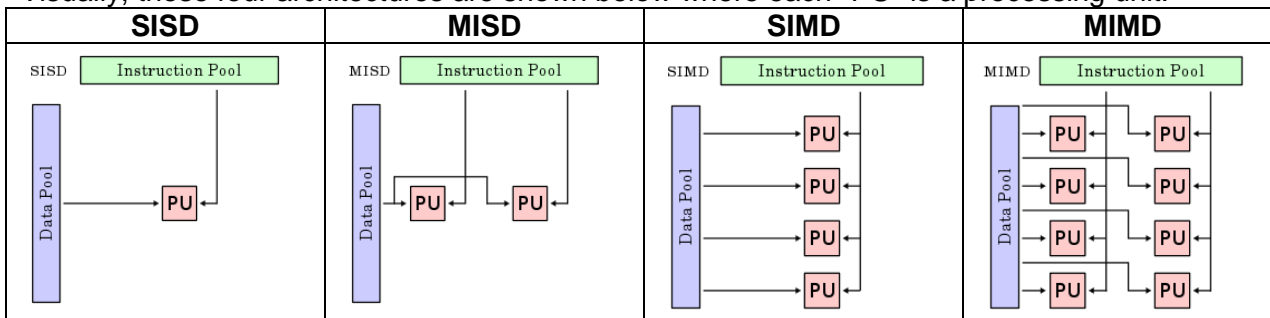 Visually, these four architectures are shown below where each "PU" is a processing unit.
SISD MISD SIMD MIMD
SISD Instruction Pool
Data Pool
PU
MISD Instruction Pool
Data Pool
PU PU
SIMD Instruction Pool
Data Pool
PU
PU
PU
PU
MIMD Instruction Pool
Data Pool
PU PU
PU PU
PU PU
PU PU